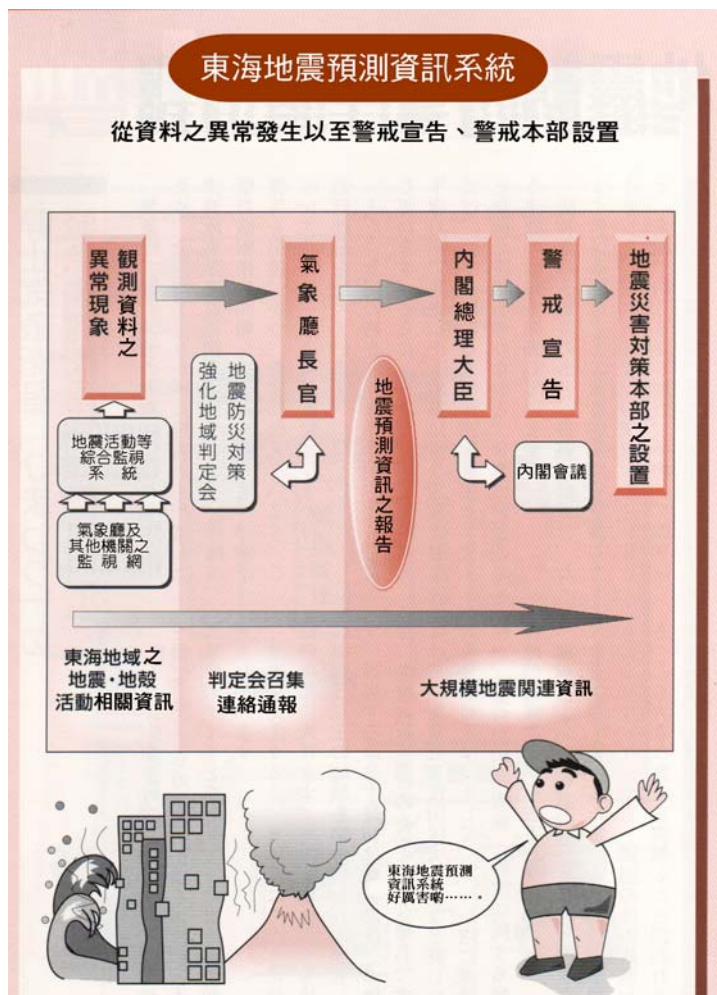 東海地震預測資訊系統
從資料之異常發生以至警戒宣告、警戒本部設置
観測資料之
異常現象
氣象廳長官
內閣總理大臣
警戒宣告
地震災害対策本部之設置
地震防災対策
強化地域判定会
地震預測資訊之報告
內閣會議
地震活動等
綜合監視
系統
氣象廳及
其他機關之
監視網
東海地域之
地震・地殼
活動相關資訊
判定会召集
連絡通報
大規模地震関連資訊
東海地震預測
資訊系統
好厲害喲……。